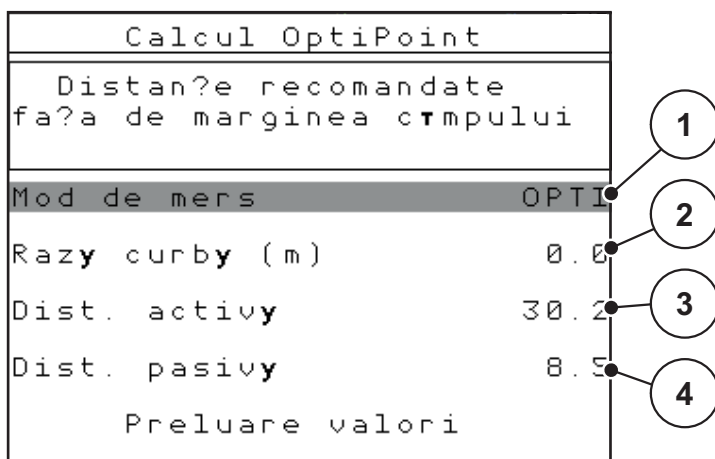 Calcul OptiPoint
Distan?e recomandate
fa?a de marginea cтmpului
Mod de mers OPTI
Razy curby (m) 0.0
Dist. activy 30.2
Dist. pasivy 8.5
Preluare valori
1
2
3
4